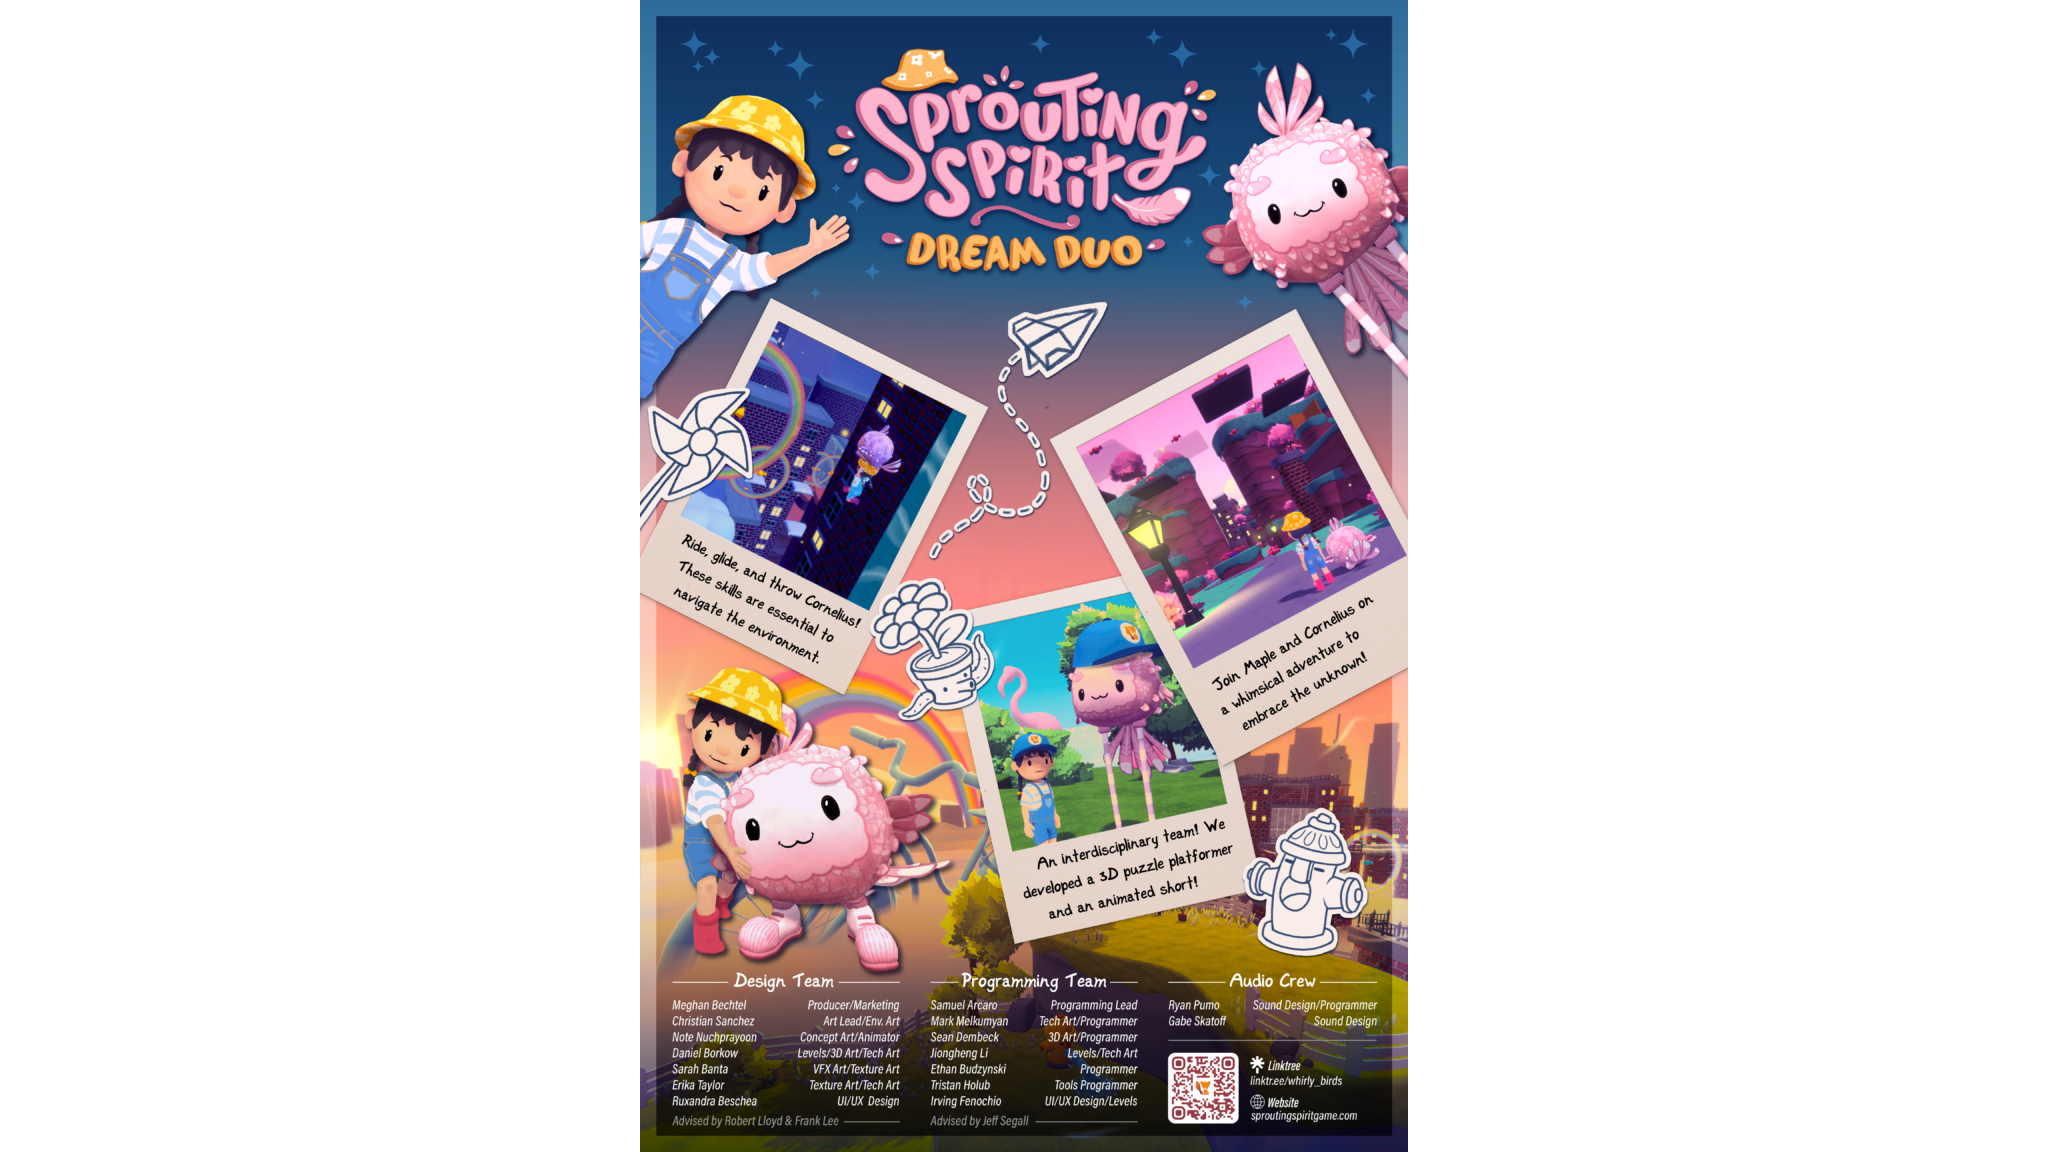 Sprouting
Spirit
DREAM DUO
Ride, glide, and throw Cornelius!
These skills are essential to
navigate the environment.
Join Maple and Cornelius on
a whimsical adventure to
embrace the unknown!
An interdisciplinary team! We
developed a 3D puzzle platformer
and an animated short!
Design Team
Meghan Bechtel Producer/Marketing
Christian Sanchez Art Lead/Env. Art
Note Nuchprayoon Concept Art/Animator
Daniel Borkow Levels/3D Art/Tech Art
Sarah Banta VFX Art/Texture Art
Erika Taylor Texture Art/Tech Art
Ruxandra Beschea UI/UX Design
Advised by Robert Lloyd & Frank Lee
Programming Team
Samuel Arcaro Programming Lead
Mark Melkumyan Tech Art/Programmer
Sean Dembeck 3D Art/Programmer
Jiongheng Li Levels/Tech Art
Ethan Budzynski Programmer
Tristan Holub Tools Programmer
Irving Fenochio UI/UX Design/Levels
Advised by Jeff Segall
Audio Crew
Ryan Pumo Sound Design/Programmer
Gabe Skatoff Sound Design
Linktree
linktr.ee/whirly_birds
Website
sproutingspiritgame.com